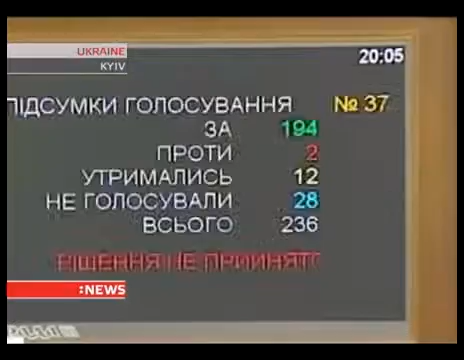 UKRAINE
KYIV
20:05
ПІДСУМКИ ГОЛОСУВАННЯ № 37
ЗА 194
ПРОТИ 2
УТРИМАЛИСЬ 12
НЕ ГОЛОСУВАЛИ 28
ВСЬОГО 236
РІШЕННЯ НЕ ПРИЙНЯТО
:NEWS